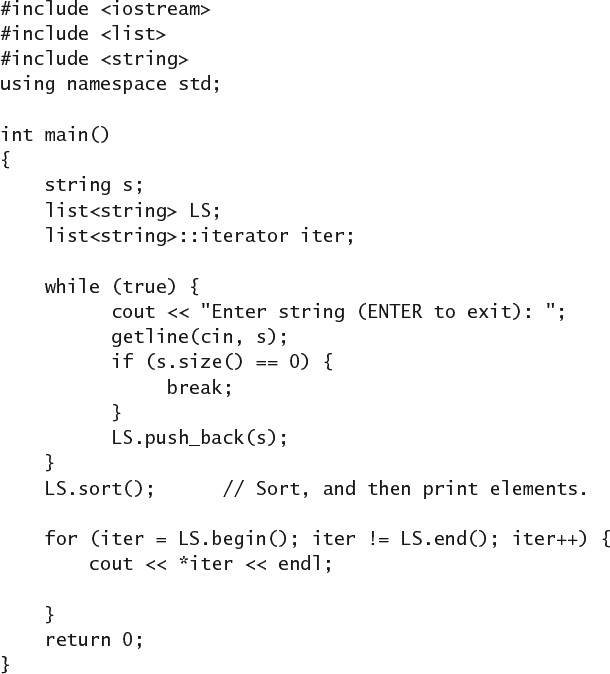 #include <iostream>
#include <list>
#include <string>
using namespace std;

int main()
{
    string s;
    list<string> LS;
    list<string>::iterator iter;

    while (true) {
          cout << "Enter string (ENTER to exit): ";
          getline(cin, s);
          if (s.size() == 0) {
               break;
          }
          LS.push_back(s);
    }
    LS.sort();      // Sort, and then print elements.

    for (iter = LS.begin(); iter != LS.end(); iter++) {
        cout << *iter << endl;

    }
    return 0;
}